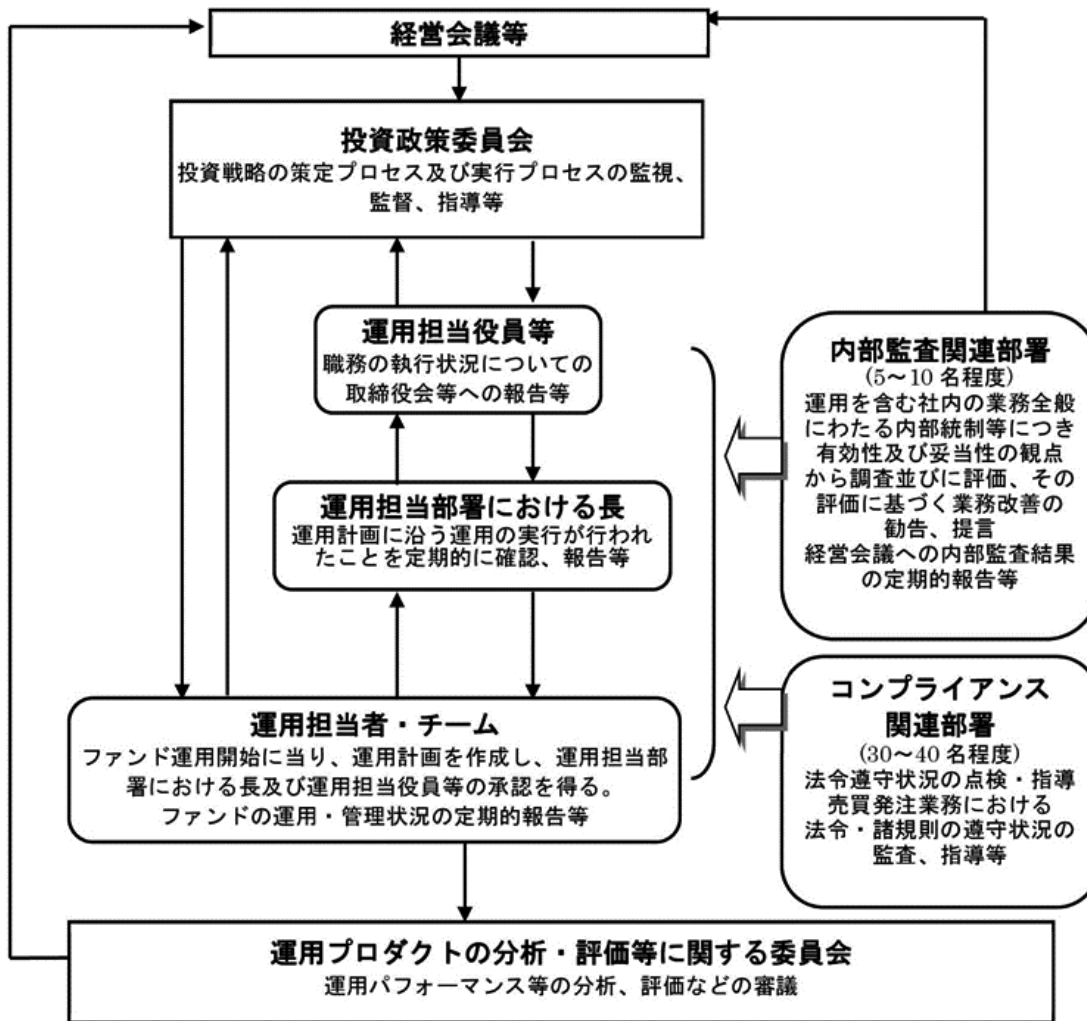 経営会議等
投資政策委員会
投資戦略の策定プロセス及び実行プロセスの監視、
監督、指導等
運用担当役員等
職務の執行状況についての
取締役会等への報告等
運用担当部署における長
運用計画に沿う運用の実行が行われ
たことを定期的に確認、報告等
運用担当者・チーム
ファンド運用開始に当り、運用計画を作成し、運用担当部
署における長及び運用担当役員等の承認を得る。
ファンドの運用・管理状況の定期的報告等
内部監査関連部署
(5～10 名程度)
運用を含む社内の業務全般
にわたる内部統制等につき
有効性及び妥当性の観点
から調査並びに評価、その
評価に基づく業務改善の
勧告、提言
経営会議への内部監査結果
の定期的報告等
コンプライアンス
関連部署
(30～40 名程度)
法令遵守状況の点検・指導
売買発注業務における
法令・諸規則の遵守状況の
監査、指導等
運用プロダクトの分析・評価等に関する委員会
運用パフォーマンス等の分析、評価などの審議